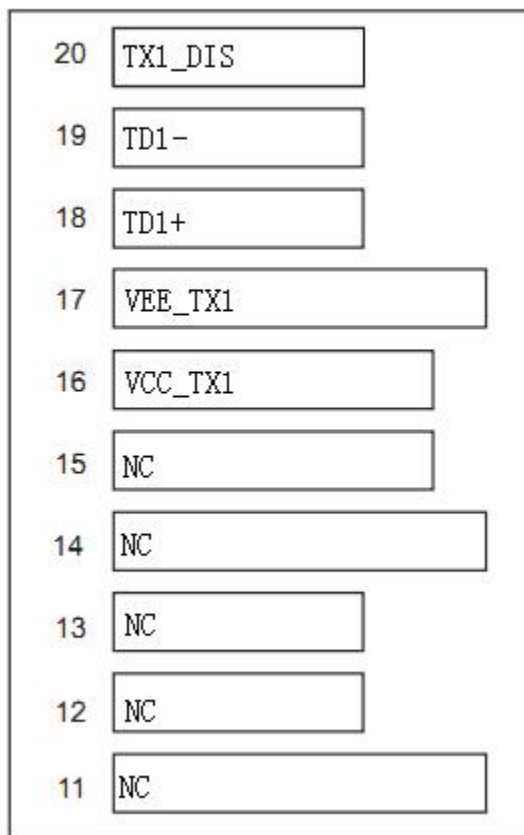 20 TX1_DIS
19 TD1-
18 TD1+
17 VEE_TX1
16 VCC_TX1
15 NC
14 NC
13 NC
12 NC
11 NC